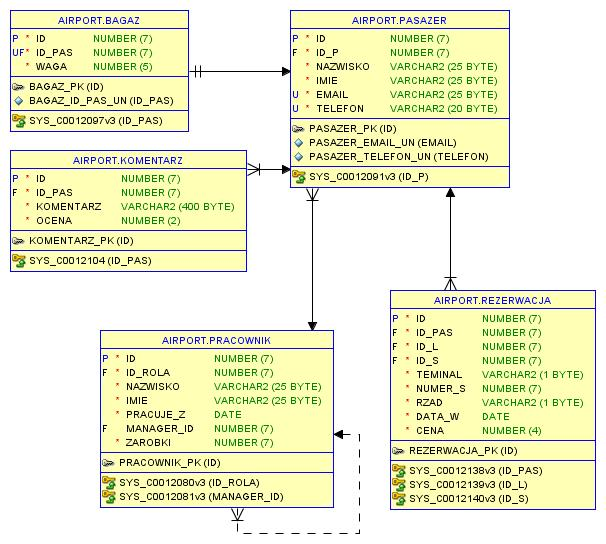 AIRPORT.BAGAZ
P * ID NUMBER (7)
UF * ID_PAS NUMBER (7)
* WAGA NUMBER (5)
BAGAZ_PK (ID)
BAGAZ_ID_PAS_UN (ID_PAS)
SYS_C0012097v3 (ID_PAS)
AIRPORT.PASAZER
P * ID NUMBER (7)
F * ID_P NUMBER (7)
* NAZWISKO VARCHAR2 (25 BYTE)
* IMIE VARCHAR2 (25 BYTE)
U * EMAIL VARCHAR2 (25 BYTE)
U * TELEFON VARCHAR2 (20 BYTE)
PASAZER_PK (ID)
PASAZER_EMAIL_UN (EMAIL)
PASAZER_TELEFON_UN (TELEFON)
SYS_C0012091v3 (ID_P)
AIRPORT.KOMENTARZ
P * ID NUMBER (7)
F * ID_PAS NUMBER (7)
* KOMENTARZ VARCHAR2 (400 BYTE)
* OCENA NUMBER (2)
KOMENTARZ_PK (ID)
SYS_C0012104 (ID_PAS)
AIRPORT.PRACOWNIK
P * ID NUMBER (7)
F * ID_ROLA NUMBER (7)
* NAZWISKO VARCHAR2 (25 BYTE)
* IMIE VARCHAR2 (25 BYTE)
* PRACUJE_Z DATE
F MANAGER_ID NUMBER (7)
* ZAROBKI NUMBER (7)
PRACOWNIK_PK (ID)
SYS_C0012080v3 (ID_ROLA)
SYS_C0012081v3 (MANAGER_ID)
AIRPORT.REZERWACJA
P * ID NUMBER (7)
F * ID_PAS NUMBER (7)
F * ID_L NUMBER (7)
F * ID_S NUMBER (7)
* TEMINAL VARCHAR2 (1 BYTE)
* NUMER_S NUMBER (7)
* RZAD VARCHAR2 (1 BYTE)
* DATA_W DATE
* CENA NUMBER (4)
REZERWACJA_PK (ID)
SYS_C0012138v3 (ID_PAS)
SYS_C0012139v3 (ID_L)
SYS_C0012140v3 (ID_S)